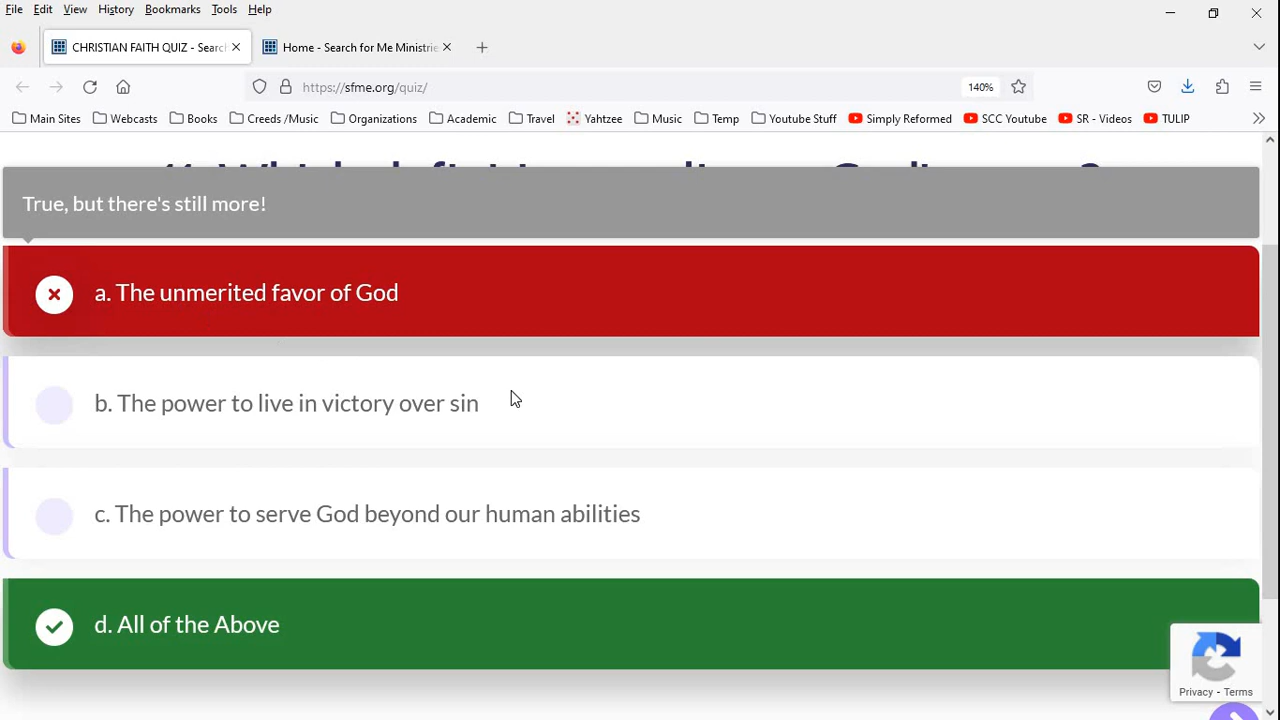 File Edit View History Bookmarks Tools Help
CHRISTIAN FAITH QUIZ - Searc
Home - Search for Me Ministrie
https://sfme.org/quiz/
140%
Main Sites Webcasts Books Creeds /Music Organizations Academic Travel Yahtzee Music Temp Youtube Stuff Simply Reformed SCC Youtube SR - Videos TULIP
True, but there's still more!
a. The unmerited favor of God
b. The power to live in victory over sin
c. The power to serve God beyond our human abilities
d. All of the Above
Privacy - Terms